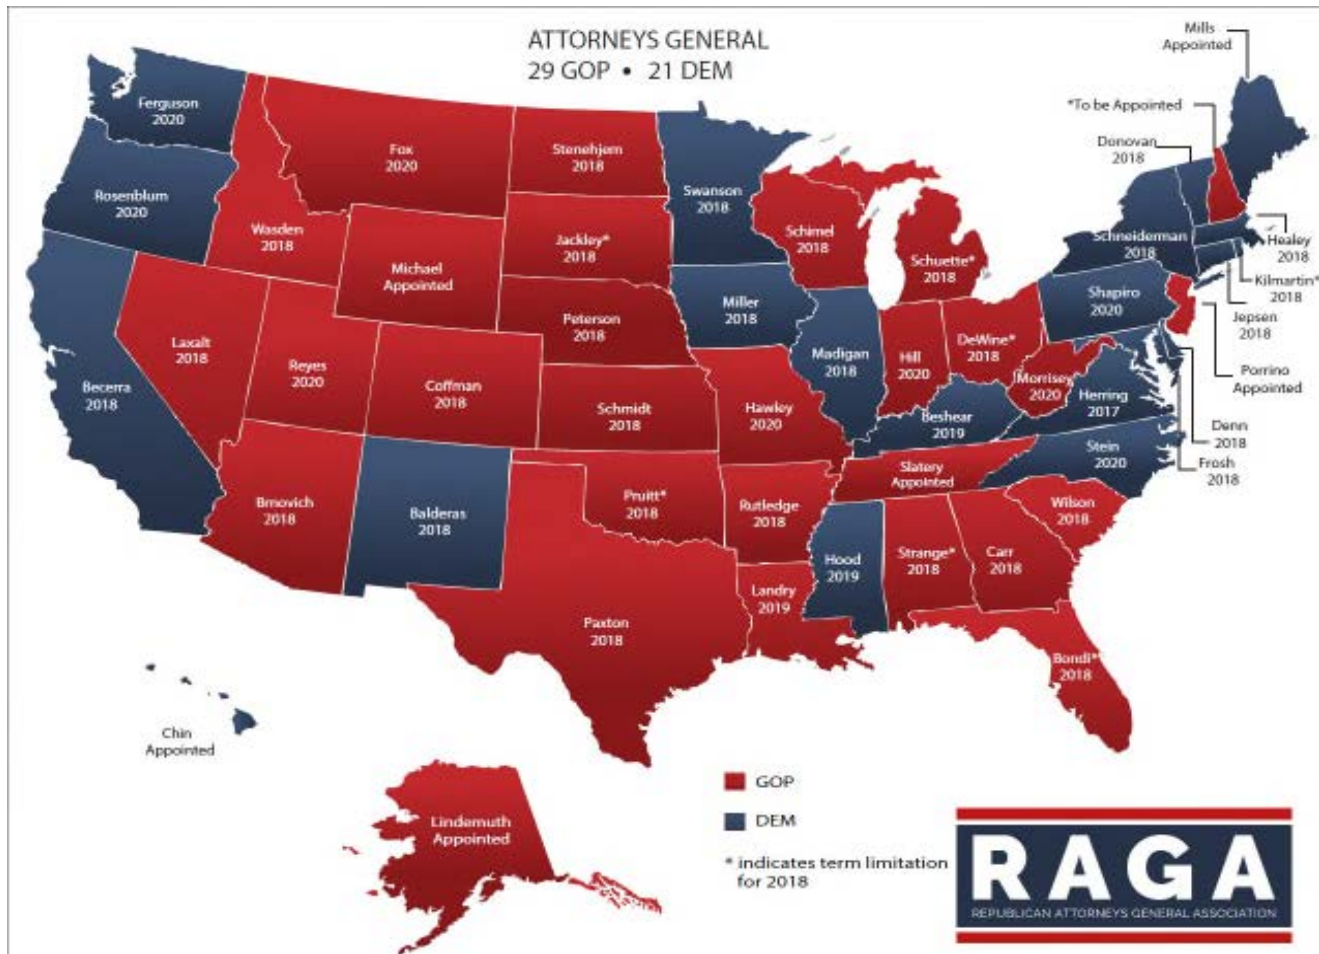 ATTORNEYS GENERAL
29 GOP • 21 DEM
Mills
Appointed
*To be Appointed
Donovan
2018
Ferguson
2020
Fox
2020
Stenehjem
2018
Swanson
2018
Rosenblum
2020
Wasden
2018
Jackley*
2018
Schimel
2018
Schuette*
2018
Schneiderman
2018
Healey
2018
Kilmartin*
2018
Michael
Appointed
Jepsen
2018
Shapiro
2020
Miller
2018
Peterson
2018
Laxalt
2018
Reyes
2020
Coffman
2018
Becerra
2018
Madigan
2018
Hill
2020
DeWine*
2018
Morrisey
2020
Herring
2017
Porrino
Appointed
Schmidt
2018
Hawley
2020
Beshear
2019
Denn
2018
Stein
2020
Frosh
2018
Slatery
Appointed
Brnovich
2018
Balderas
2018
Pruitt*
2018
Rutledge
2018
Wilson
2018
Hood
2019
Strange*
2018
Carr
2018
Landry
2019
Paxton
2018
Bondi*
2018
Chin
Appointed
Lindemuth
Appointed
GOP
DEM
* indicates term limitation
for 2018
RAGA
REPUBLICAN ATTORNEYS GENERAL ASSOCIATION